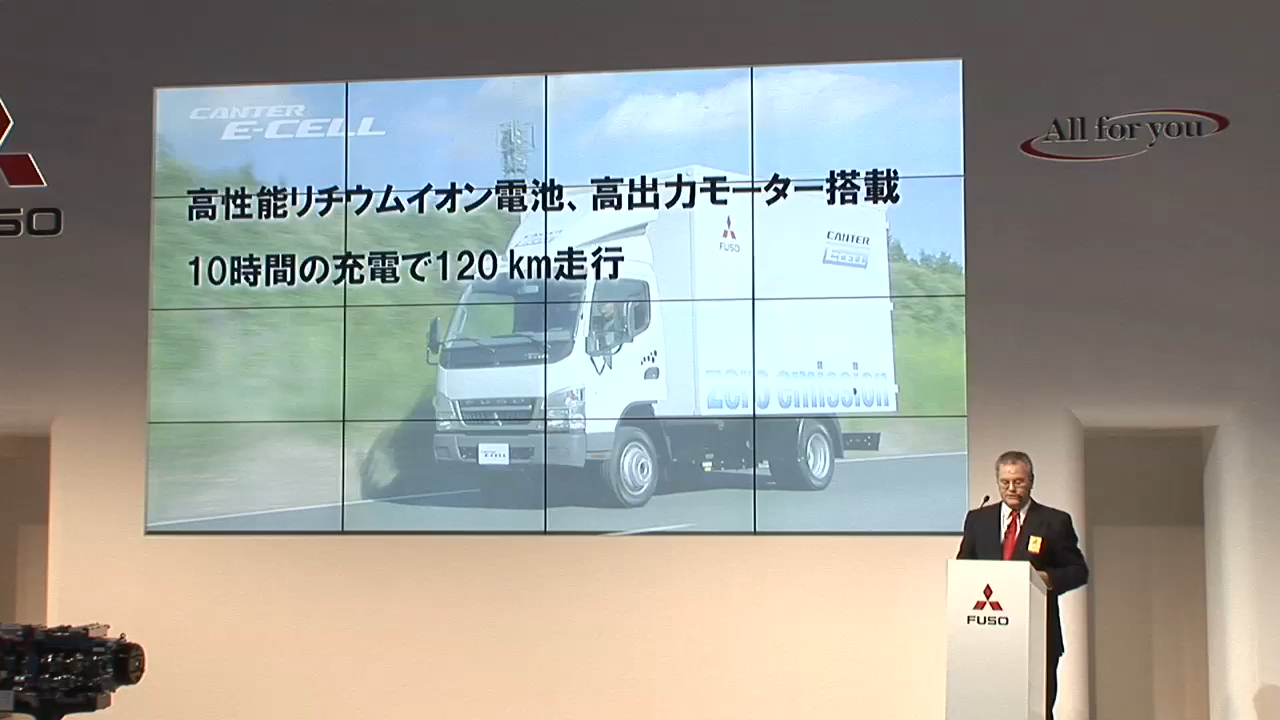 CANTER
E-CELL
All for you
高性能リチウムイオン電池、高出力モーター搭載
10時間の充電で120 km走行
FUSO
CANTER
zero emission
CANTER
E-CELL
FUSO